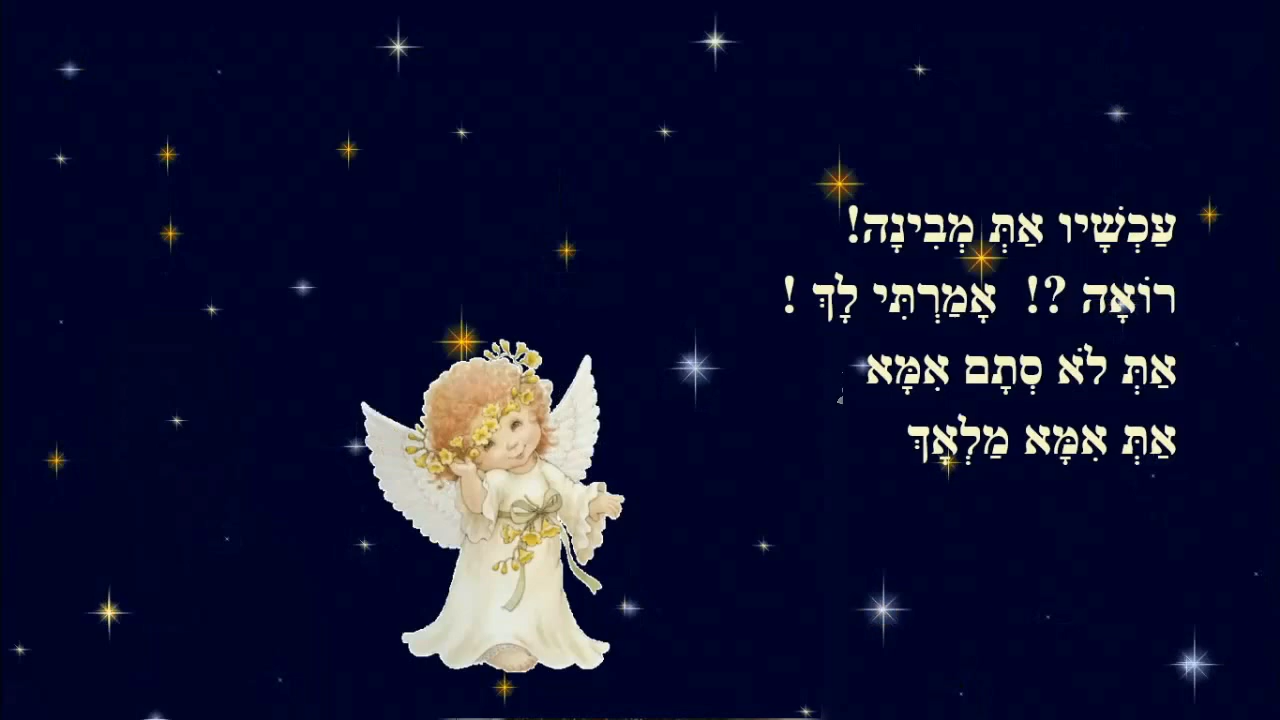 עַכְשָׁיו אַתְּ מְבִינָה!
רוֹאָה ?! אָמַרְתִּי לָךְ !
אַתְּ לֹא סְתָם אִמָּא
אַתְּ אִמָּא מַלְאָךְ